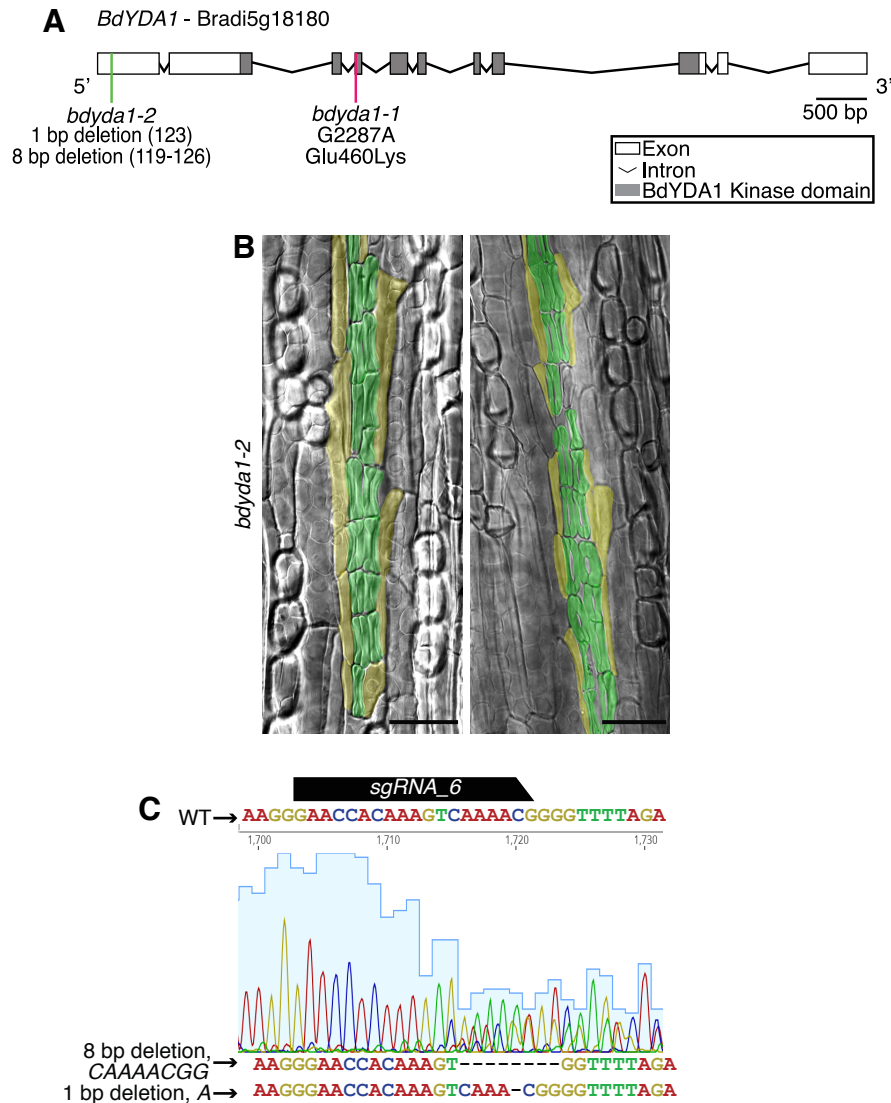 A
BdYDA1 - Bradi5g18180
5’
3’
bdyda1-2
1 bp deletion (123)
8 bp deletion (119-126)
bdyda1-1
G2287A
Glu460Lys
500 bp
Exon
Intron
BdYDA1 Kinase domain
B
bdyda1-2
C
sgRNA_6
WT→ AAGGGAACCACAAAGTCAAAACGGGGTTTTAGA
1,700 1,710 1,720 1,730
8 bp deletion,
CAAAACGG→ AAGGGAACCACAAAGT--------GGTTTTAGA
1 bp deletion, A→ AAGGGAACCACAAAGTCAAA-CGGGGTTTTAGA